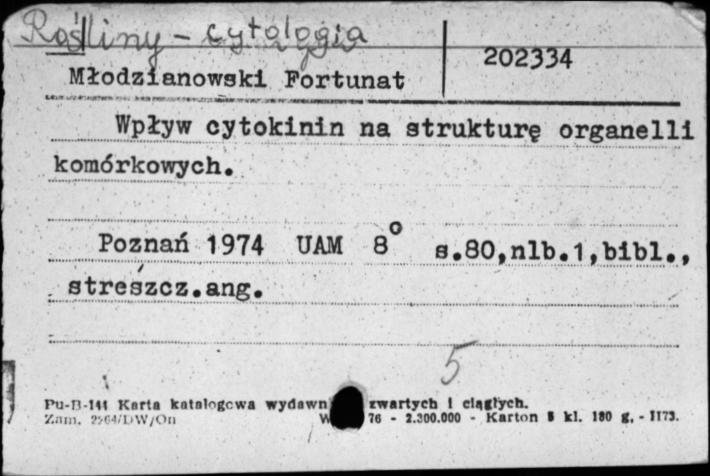 Rośliny - cytologia
202334
Młodzianowski Fortunat
Wpływ cytokinin na strukturę organelli
komórkowych.
Poznań 1974 UAM 8° s.80,nlb.1,bibl.,
streszcz.ang.
5
Pu-B-144 Karta katalogowa wydawn zwartych i ciągłych.
Zam. 2564/DW/On W 76 - 2.300.000 - Karton kl. 180 g. - 1173.